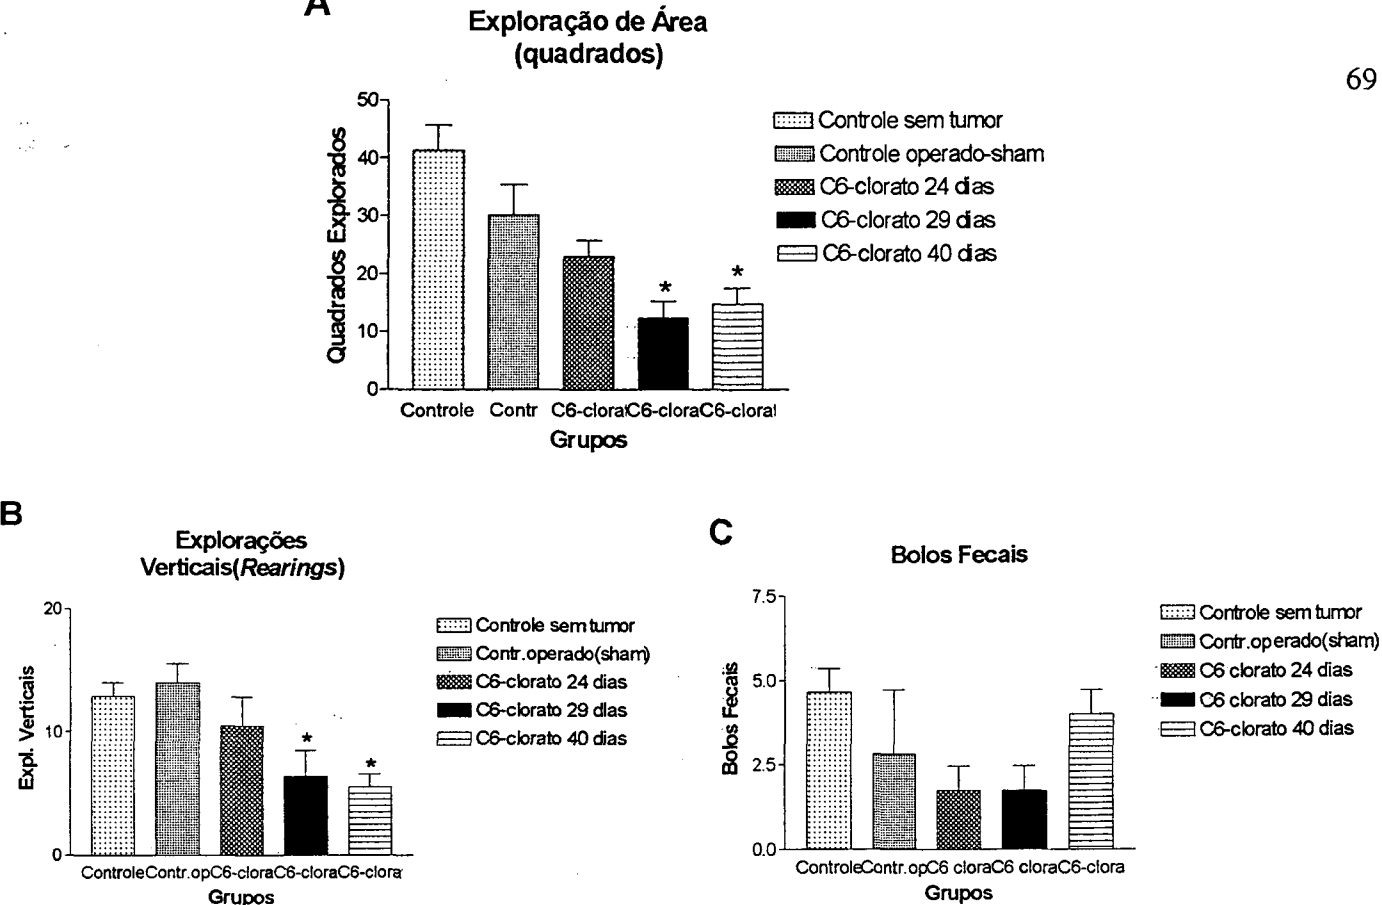 A
Exploração de Área
(quadrados)
69
50
40
30
20
10
0
Quadrados Explorados
*
*
Controle sem tumor
Controle operado-sham
C6-clorato 24 dias
C6-clorato 29 dias
C6-clorato 40 dias
Controle Contr C6-clorat C6-clora C6-clorat
Grupos
B
Explorações
Verticais(Rearings)
20
10
0
Expl. Verticais
*
*
Controle sem tumor
Contr.operado(sham)
C6-clorato 24 dias
C6-clorato 29 dias
C6-clorato 40 dias
Controle Contr.op C6-clora C6-clora C6-clora
Grupos
C
Bolos Fecais
7.5
5.0
2.5
0.0
Bolos Fecais
Controle sem tumor
Contr.operado(sham)
C6 clorato 24 dias
C6 clorato 29 dias
C6-clorato 40 dias
Controle Contr.op C6 clora C6 clora C6-clora
Grupos